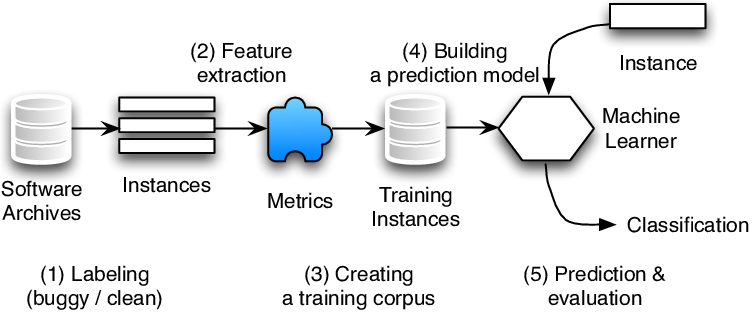 (2) Feature
extraction
(4) Building
a prediction model
Instance
Machine
Learner
Software
Archives
Instances
Metrics
Training
Instances
Classification
(1) Labeling
(buggy / clean)
(3) Creating
a training corpus
(5) Prediction &
evaluation